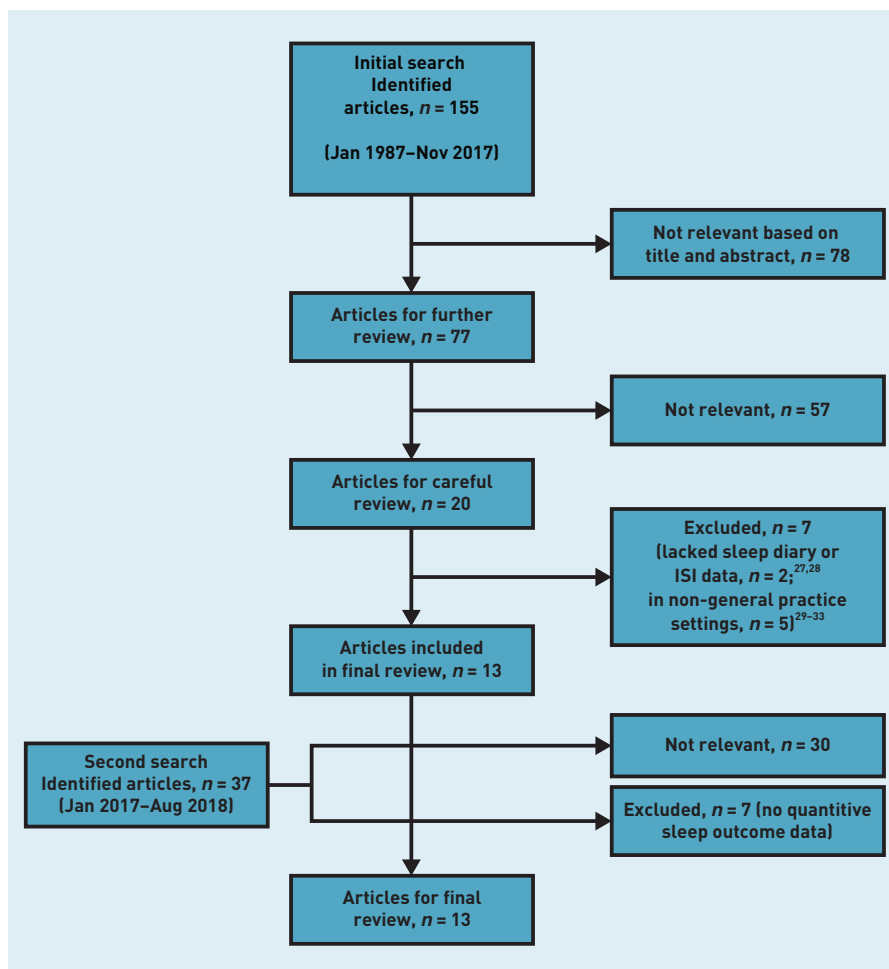 Initial search
Identified
articles, n = 155
(Jan 1987–Nov 2017)
Not relevant based on
title and abstract, n = 78
Articles for further
review, n = 77
Not relevant, n = 57
Articles for careful
review, n = 20
Excluded, n = 7
(lacked sleep diary or
ISI data, n = 2;27,28
in non-general practice
settings, n = 5)29–33
Articles included
in final review, n = 13
Second search
Identified articles, n = 37
(Jan 2017–Aug 2018)
Not relevant, n = 30
Excluded, n = 7 (no quantitive
sleep outcome data)
Articles for final
review, n = 13